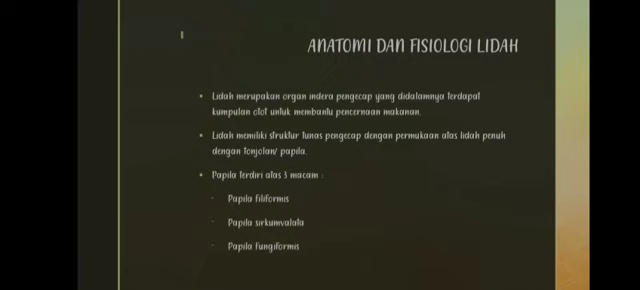 ANATOMI DAN FISIOLOGI LIDAH
• Lidah merupakan organ indera pengecap yang didalamnya terdapat
kumpulan otot untuk membantu pencernaan makanan.
• Lidah memiliki struktur tunas pengecap dengan permukaan atas lidah penuh
dengan tonjolan/ papila.
• Papila terdiri atas 3 macam :
- Papila filiformis
- Papila sirkumvalata
- Papila fungiformis